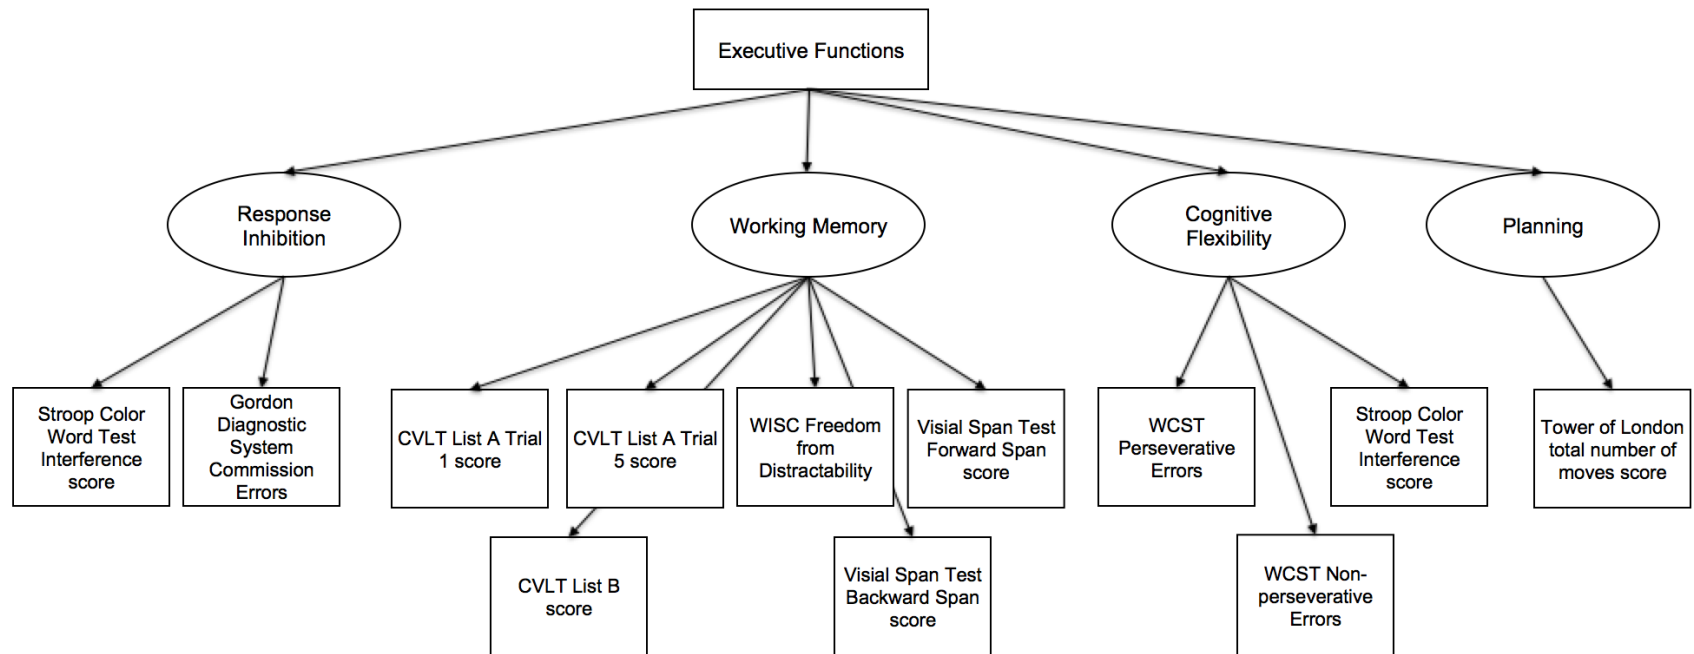 Executive Functions
Response
Inhibition
Working Memory
Cognitive
Flexibility
Planning
Stroop Color
Word Test
Interference
score
Gordon
Diagnostic
System
Commission
Errors
CVLT List A Trial
1 score
CVLT List A Trial
5 score
WISC Freedom
from
Distractability
Visial Span Test
Forward Span
score
WCST
Perseverative
Errors
Stroop Color
Word Test
Interference
score
Tower of London
total number of
moves score
CVLT List B
score
Visial Span Test
Backward Span
score
WCST Non-
perseverative
Errors